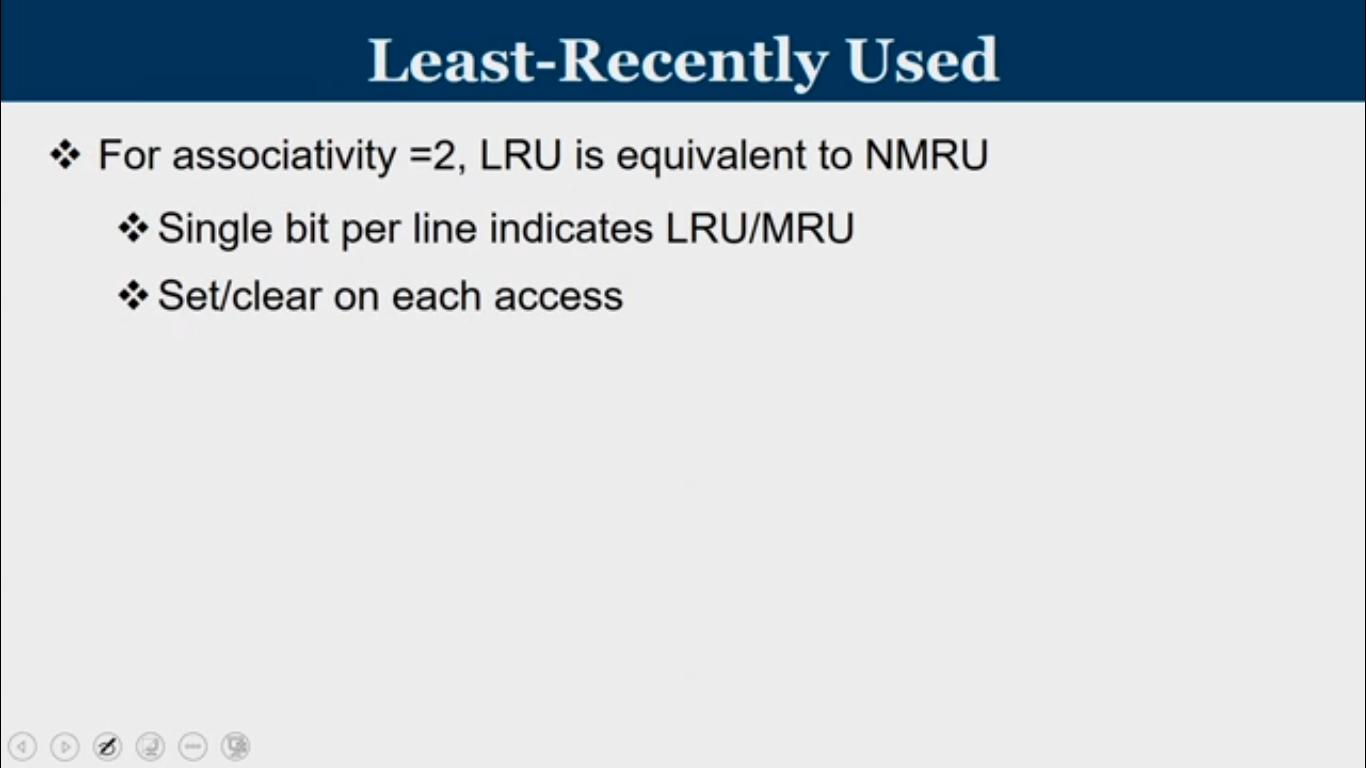 Least-Recently Used
❖ For associativity =2, LRU is equivalent to NMRU
❖ Single bit per line indicates LRU/MRU
❖ Set/clear on each access